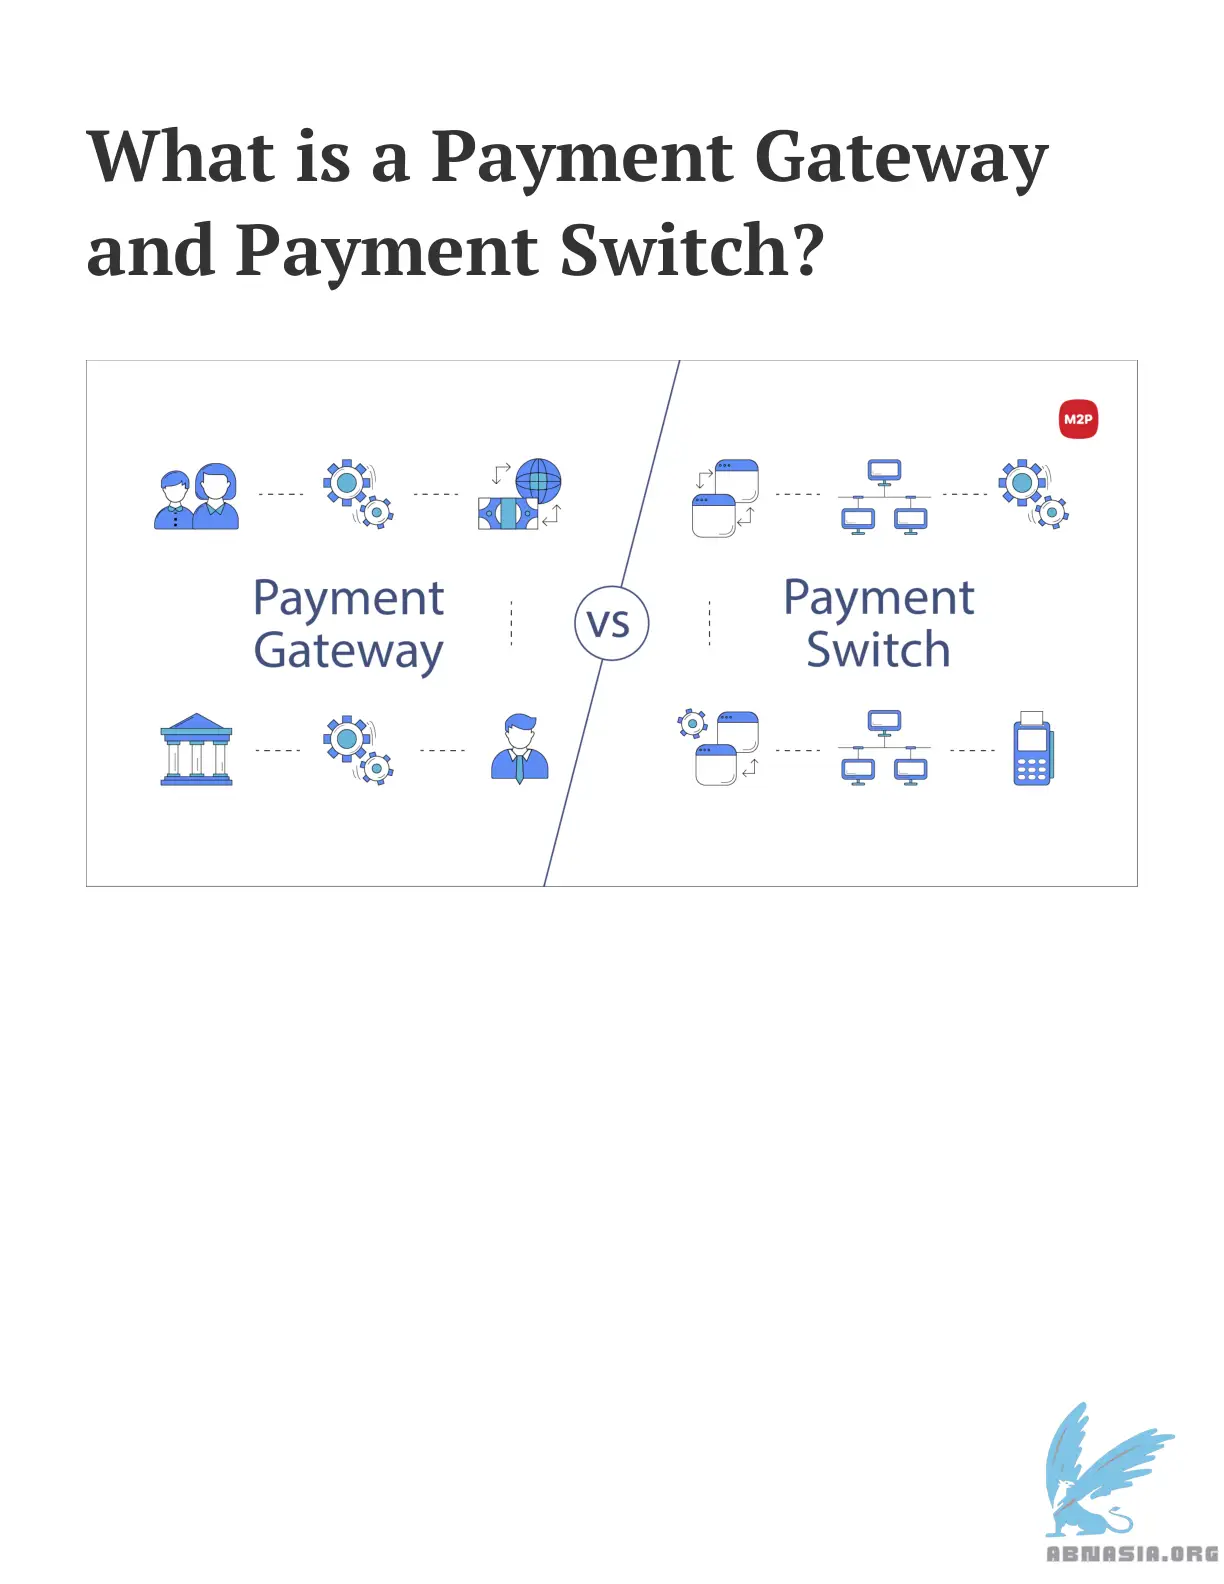 What is a Payment Gateway
and Payment Switch?
M2P
Payment
Gateway
VS
Payment
Switch
ABNASIA.ORG